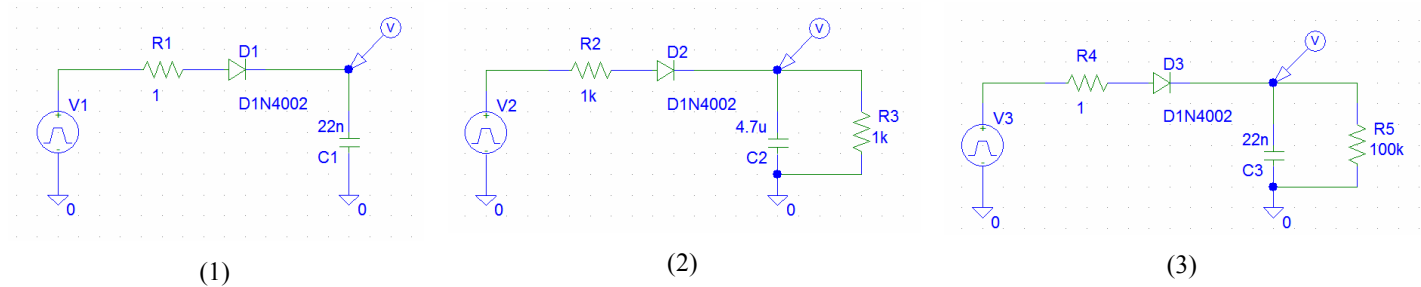 V
R1
D1
1
D1N4002
V1
22n
C1
0
0
(1)
V
R2
D2
1k
D1N4002
V2
4.7u
C2
R3
1k
0
0
(2)
V
R4
D3
1
D1N4002
V3
22n
C3
R5
100k
0
0
(3)